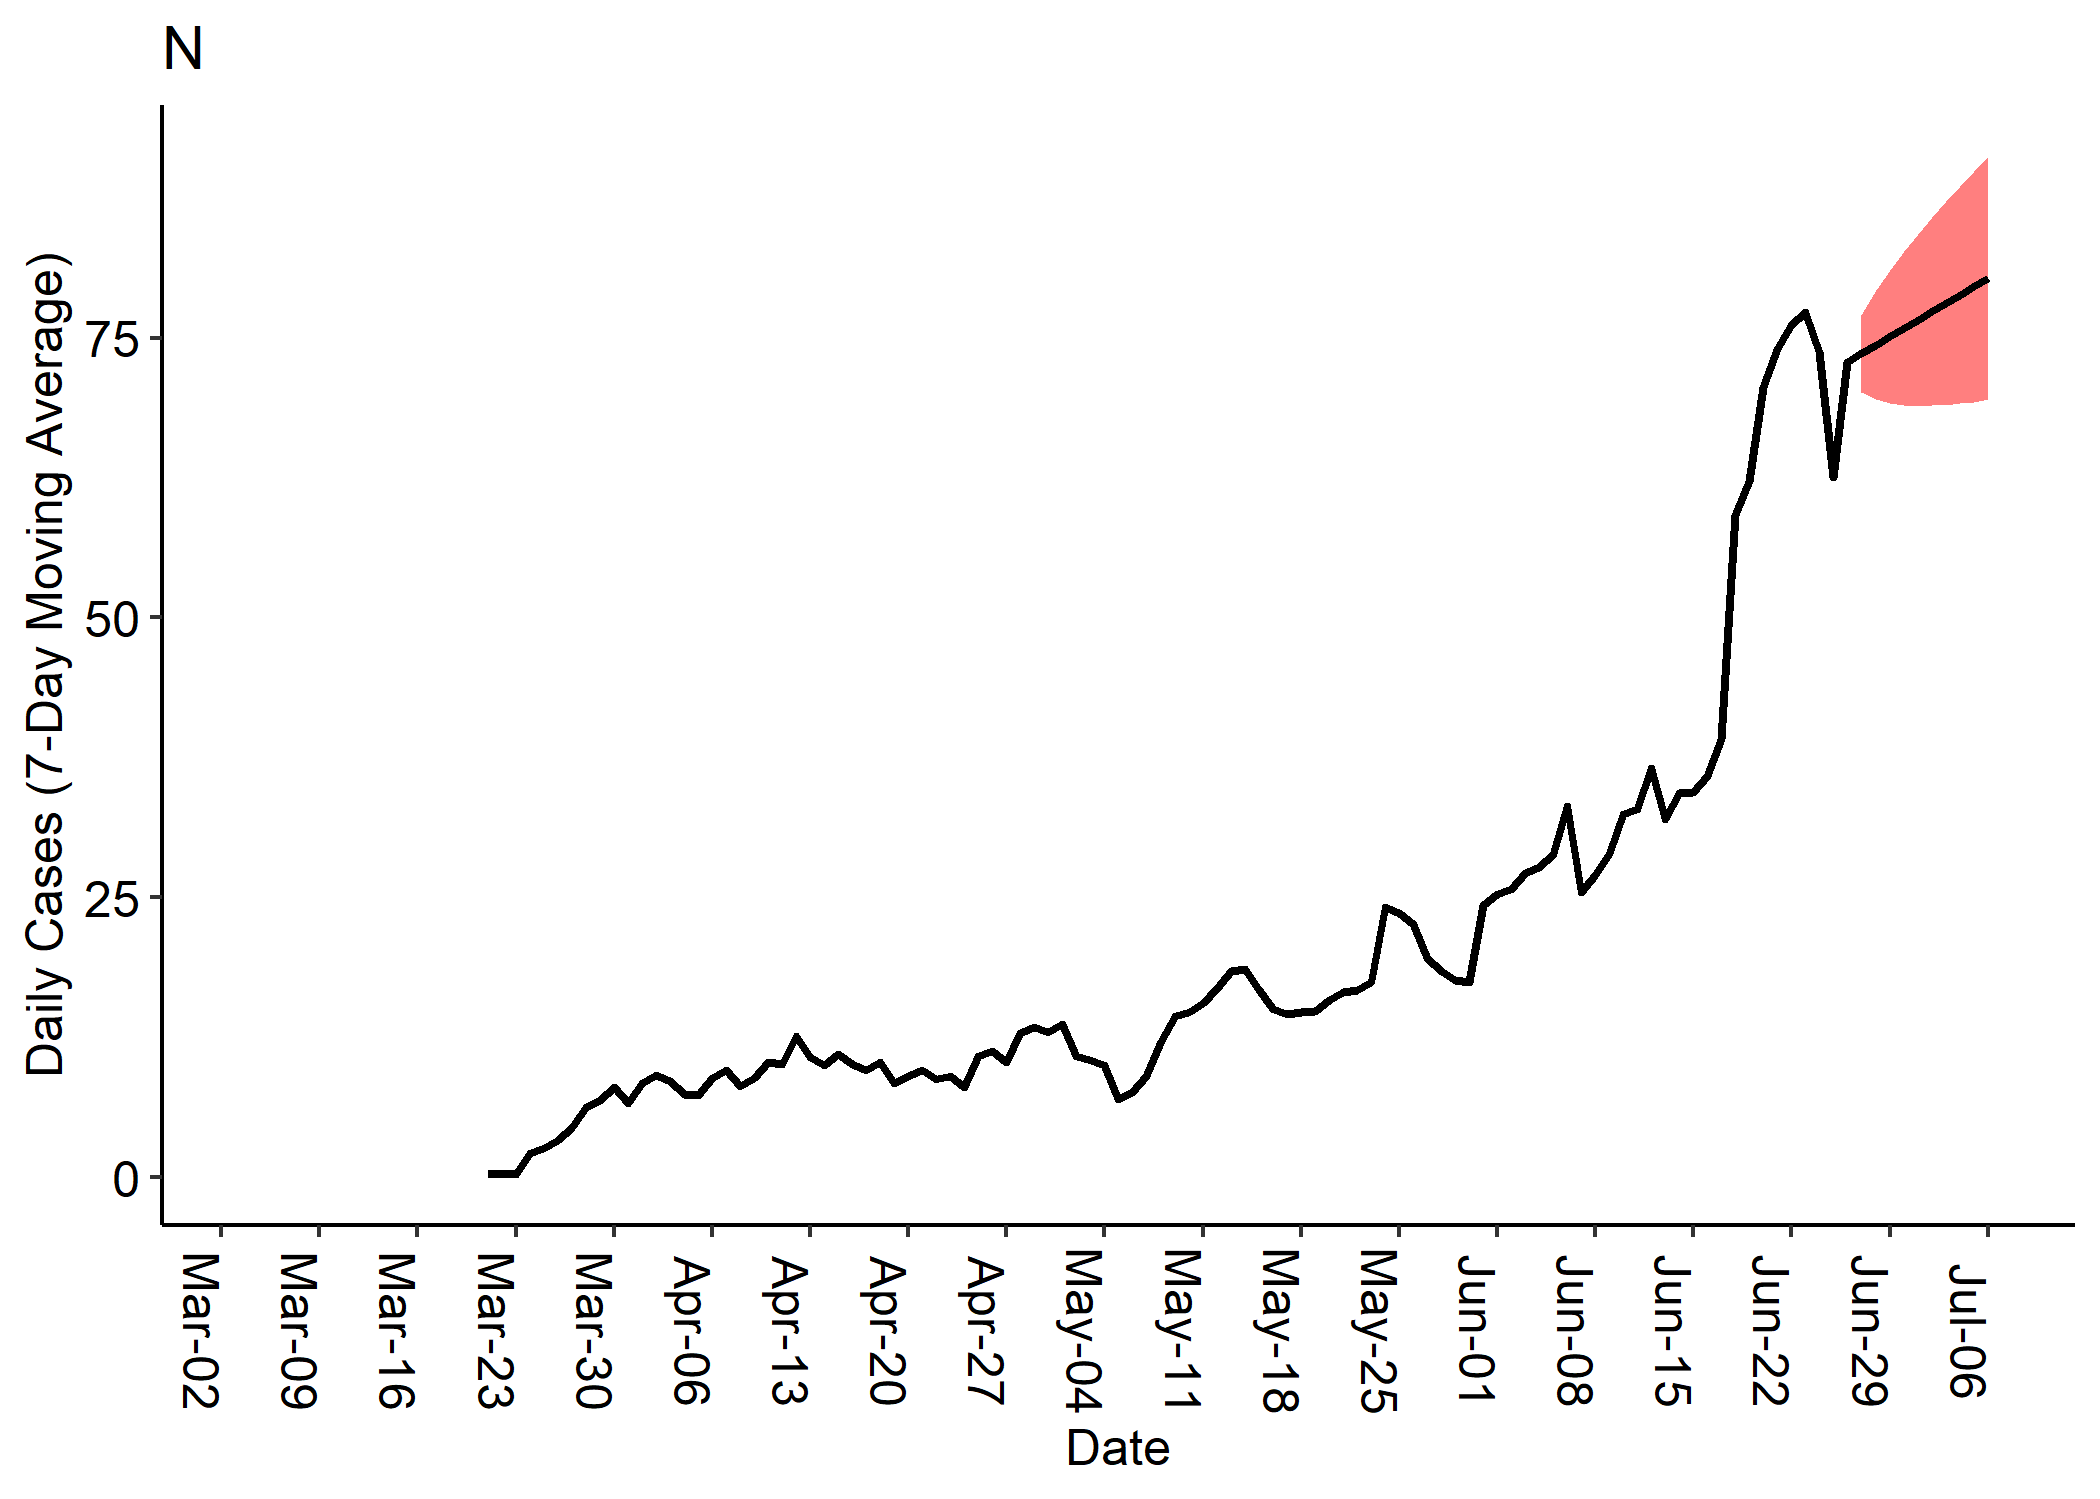 N
Daily Cases (7-Day Moving Average)
75
50
25
0
Mar-02
Mar-09
Mar-16
Mar-23
Mar-30
Apr-06
Apr-13
Apr-20
Apr-27
May-04
May-11
May-18
May-25
Jun-01
Jun-08
Jun-15
Jun-22
Jun-29
Jul-06
Date